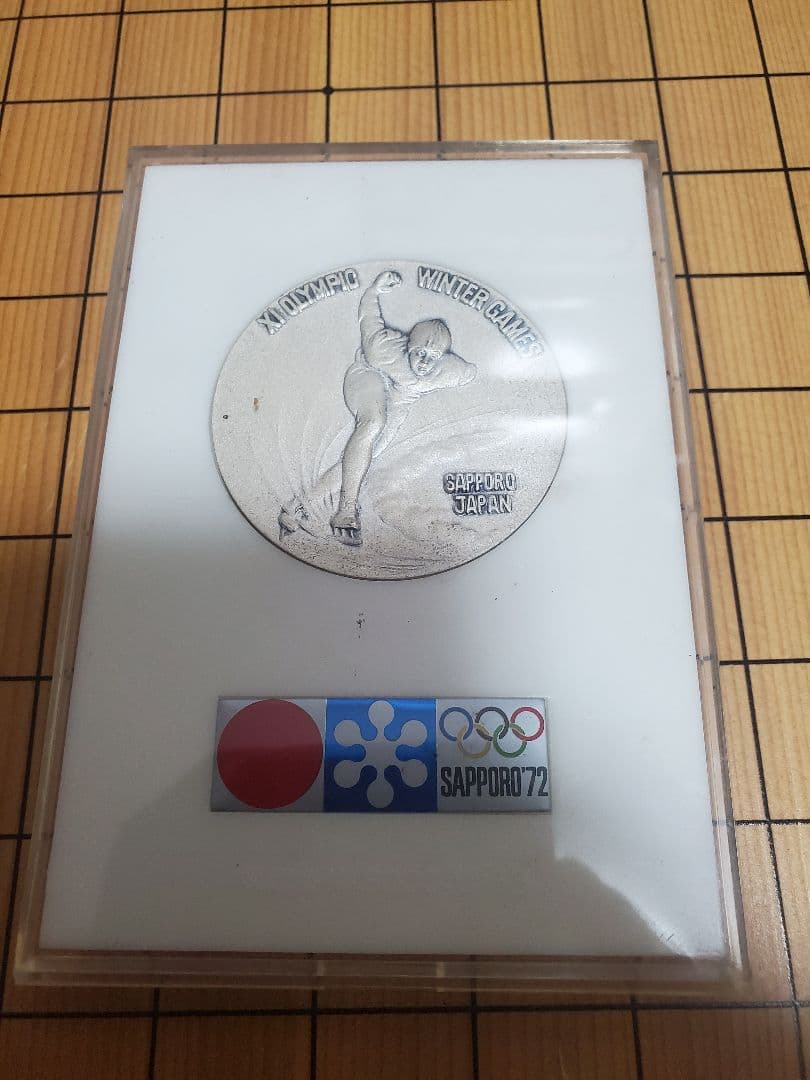 XI OLYMPIC WINTER GAMES
SAPPORO
JAPAN
SAPPORO'72